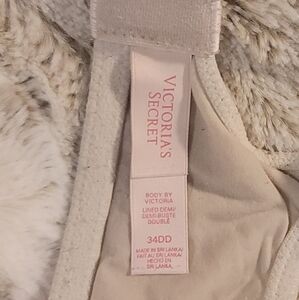 VICTORIA'S
SECRET
BODY BY
VICTORIA
LINED DEMI/
DEMI-BUSTE
DOUBLÉ
34DD
MADE IN SRI LANKA/
FAIT AU SRI LANKA/
HECHO EN
SRI LANKA,